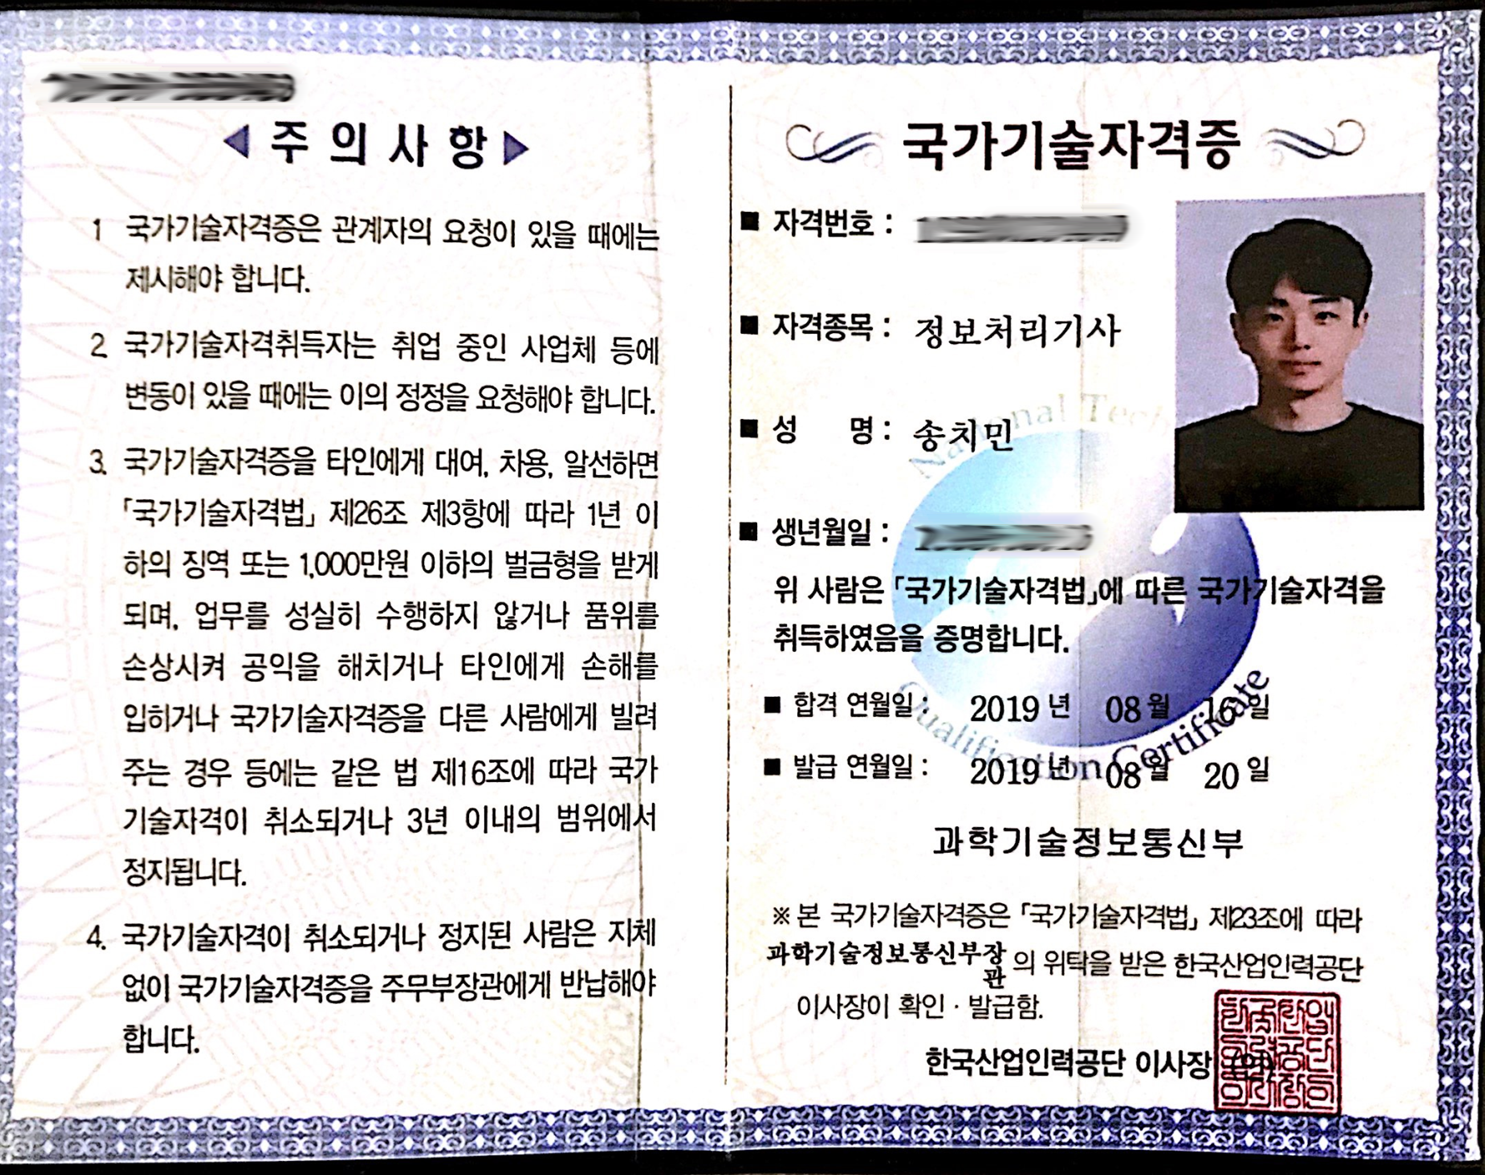 ◀ 주 의 사 항 ▶
1 국가기술자격증은 관계자의 요청이 있을 때에는
제시해야 합니다.
2. 국가기술자격취득자는 취업 중인 사업체 등에
변동이 있을 때에는 이의 정정을 요청해야 합니다.
3. 국가기술자격증을 타인에게 대여, 차용, 알선하면
「국가기술자격법」 제26조 제3항에 따라 1년 이
하의 징역 또는 1,000만원 이하의 벌금형을 받게
되며, 업무를 성실히 수행하지 않거나 품위를
손상시켜 공익을 해치거나 타인에게 손해를
입히거나 국가기술자격증을 다른 사람에게 빌려
주는 경우 등에는 같은 법 제16조에 따라 국가
기술자격이 취소되거나 3년 이내의 범위에서
정지됩니다.
4. 국가기술자격이 취소되거나 정지된 사람은 지체
없이 국가기술자격증을 주무부장관에게 반납해야
합니다.
국가기술자격증
■ 자격번호 :
■ 자격종목 : 정보처리기사
■ 성 명 : 송치민
■ 생년월일 :
위 사람은 「국가기술자격법」에 따른 국가기술자격을
취득하였음을 증명합니다.
■ 합격 연월일 : 2019 년 08 월 16 일
■ 발급 연월일 : 2019 년 08 월 20 일
National Tech
Qualification Certificate
과학기술정보통신부
※ 본 국가기술자격증은 「국가기술자격법」 제23조에 따라
과학기술정보통신부장관의 위탁을 받은 한국산업인력공단
이사장이 확인 · 발급함.
한국산업인력공단 이사장 (인)